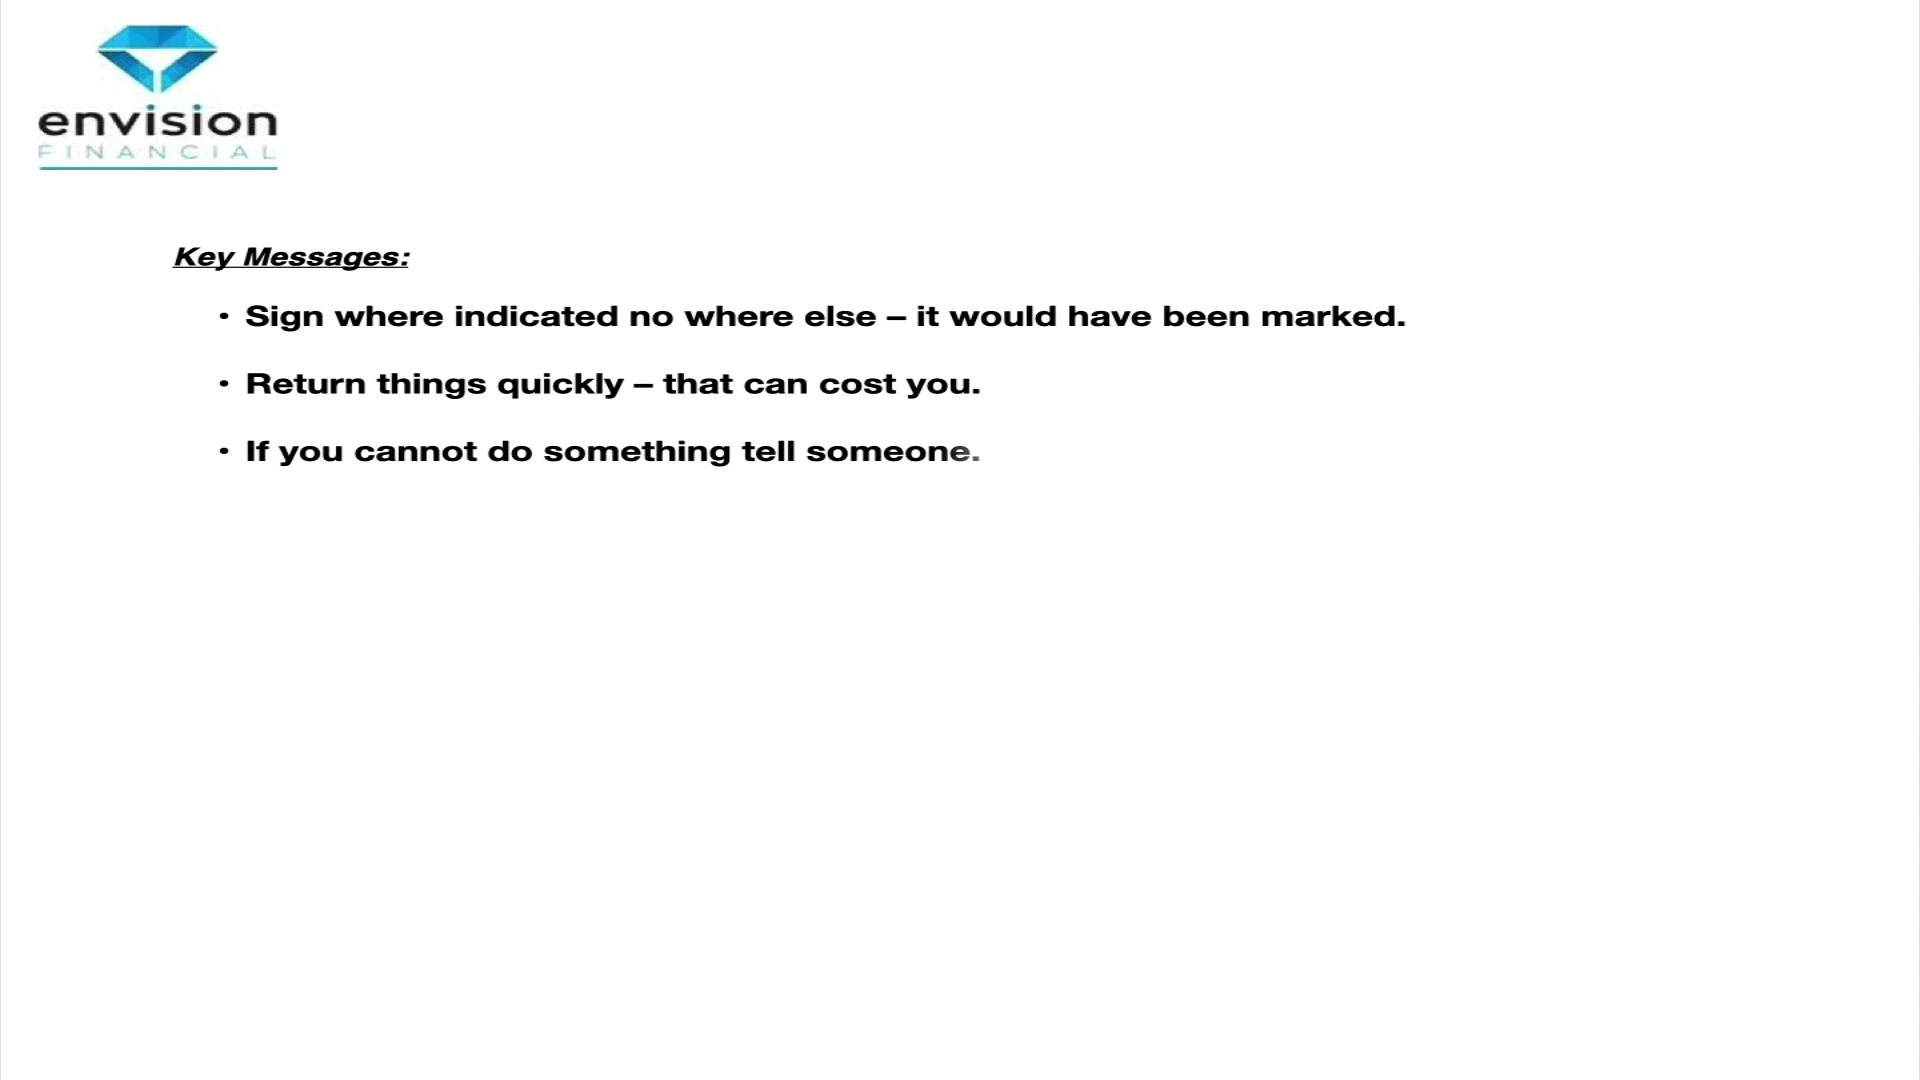 envision
FINANCIAL
Key Messages:
• Sign where indicated no where else – it would have been marked.
• Return things quickly – that can cost you.
• If you cannot do something tell someone.